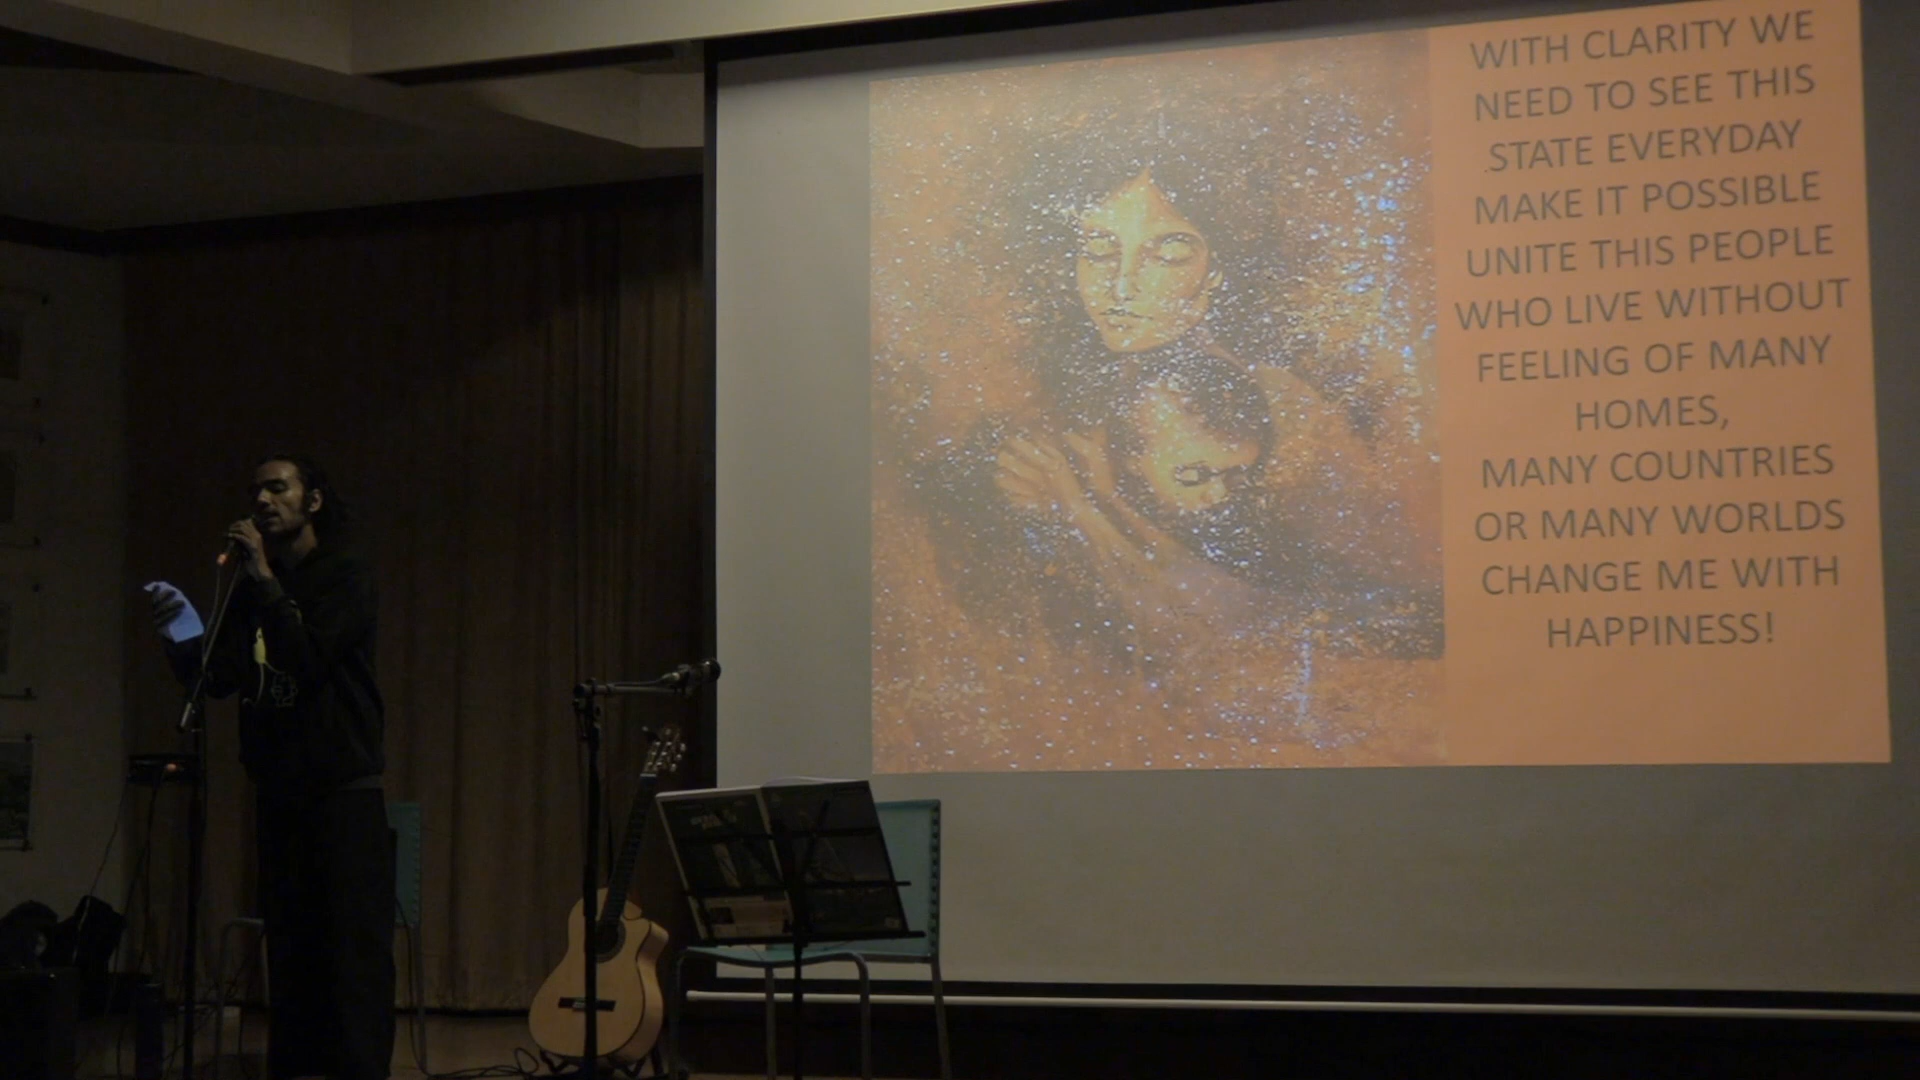 WITH CLARITY WE
NEED TO SEE THIS
.STATE EVERYDAY
MAKE IT POSSIBLE
UNITE THIS PEOPLE
WHO LIVE WITHOUT
FEELING OF MANY
HOMES,
MANY COUNTRIES
OR MANY WORLDS
CHANGE ME WITH
HAPPINESS!